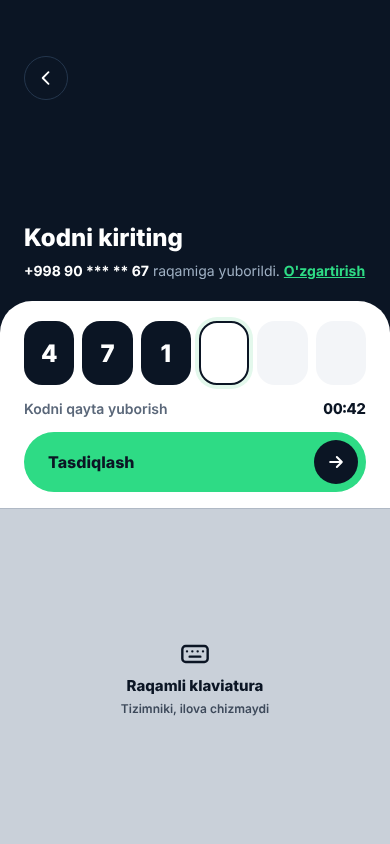 Kodni kiriting
+998 90 *** ** 67 raqamiga yuborildi. O'zgartirish
4 7 1
Kodni qayta yuborish 00:42
Tasdiqlash
Raqamli klaviatura
Tizimniki, ilova chizmaydi